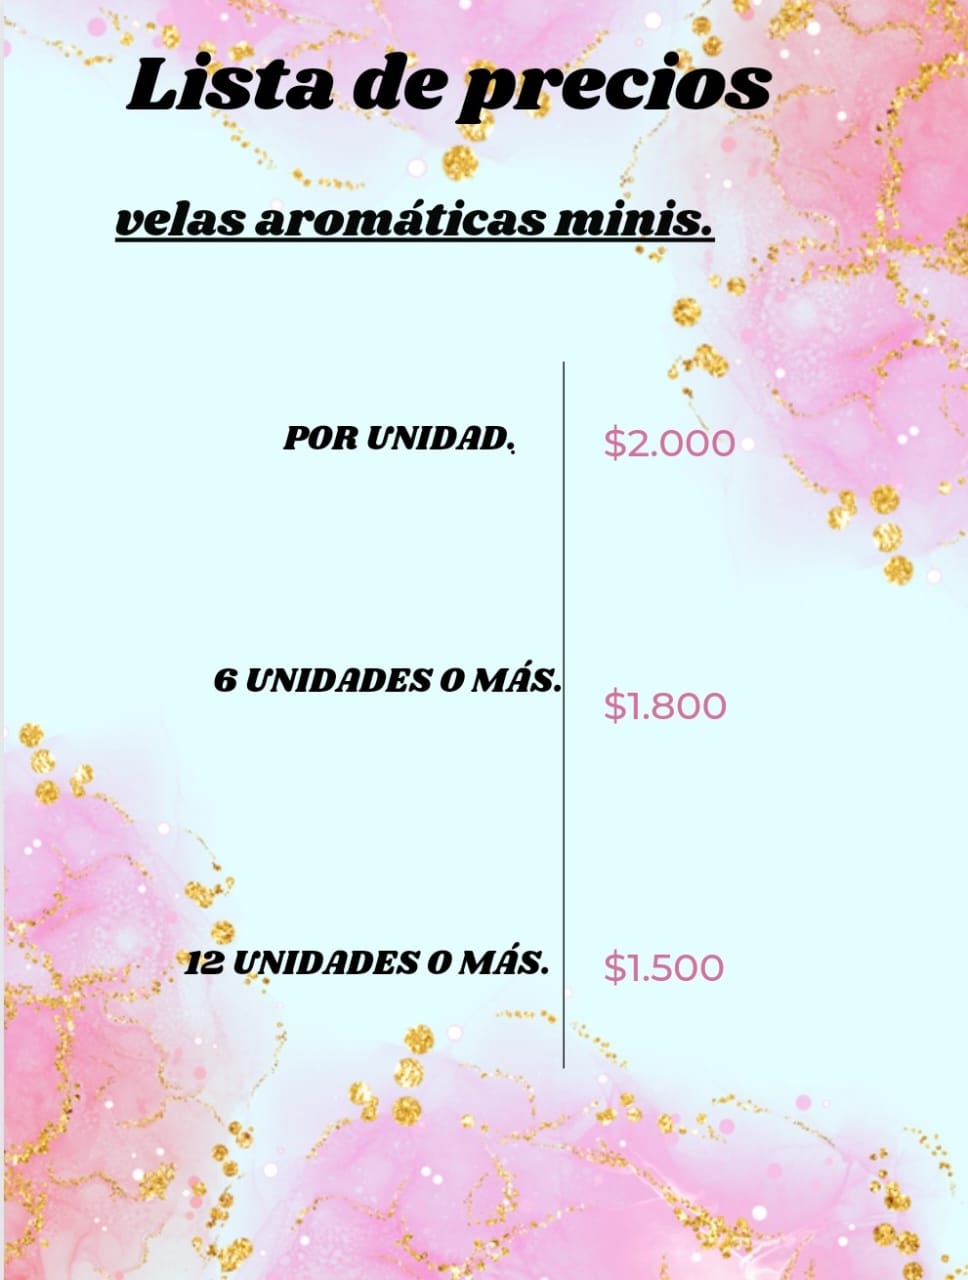 Lista de precios
velas aromáticas minis.
POR UNIDAD.
$2.000
6 UNIDADES O MÁS.
$1.800
12 UNIDADES O MÁS.
$1.500